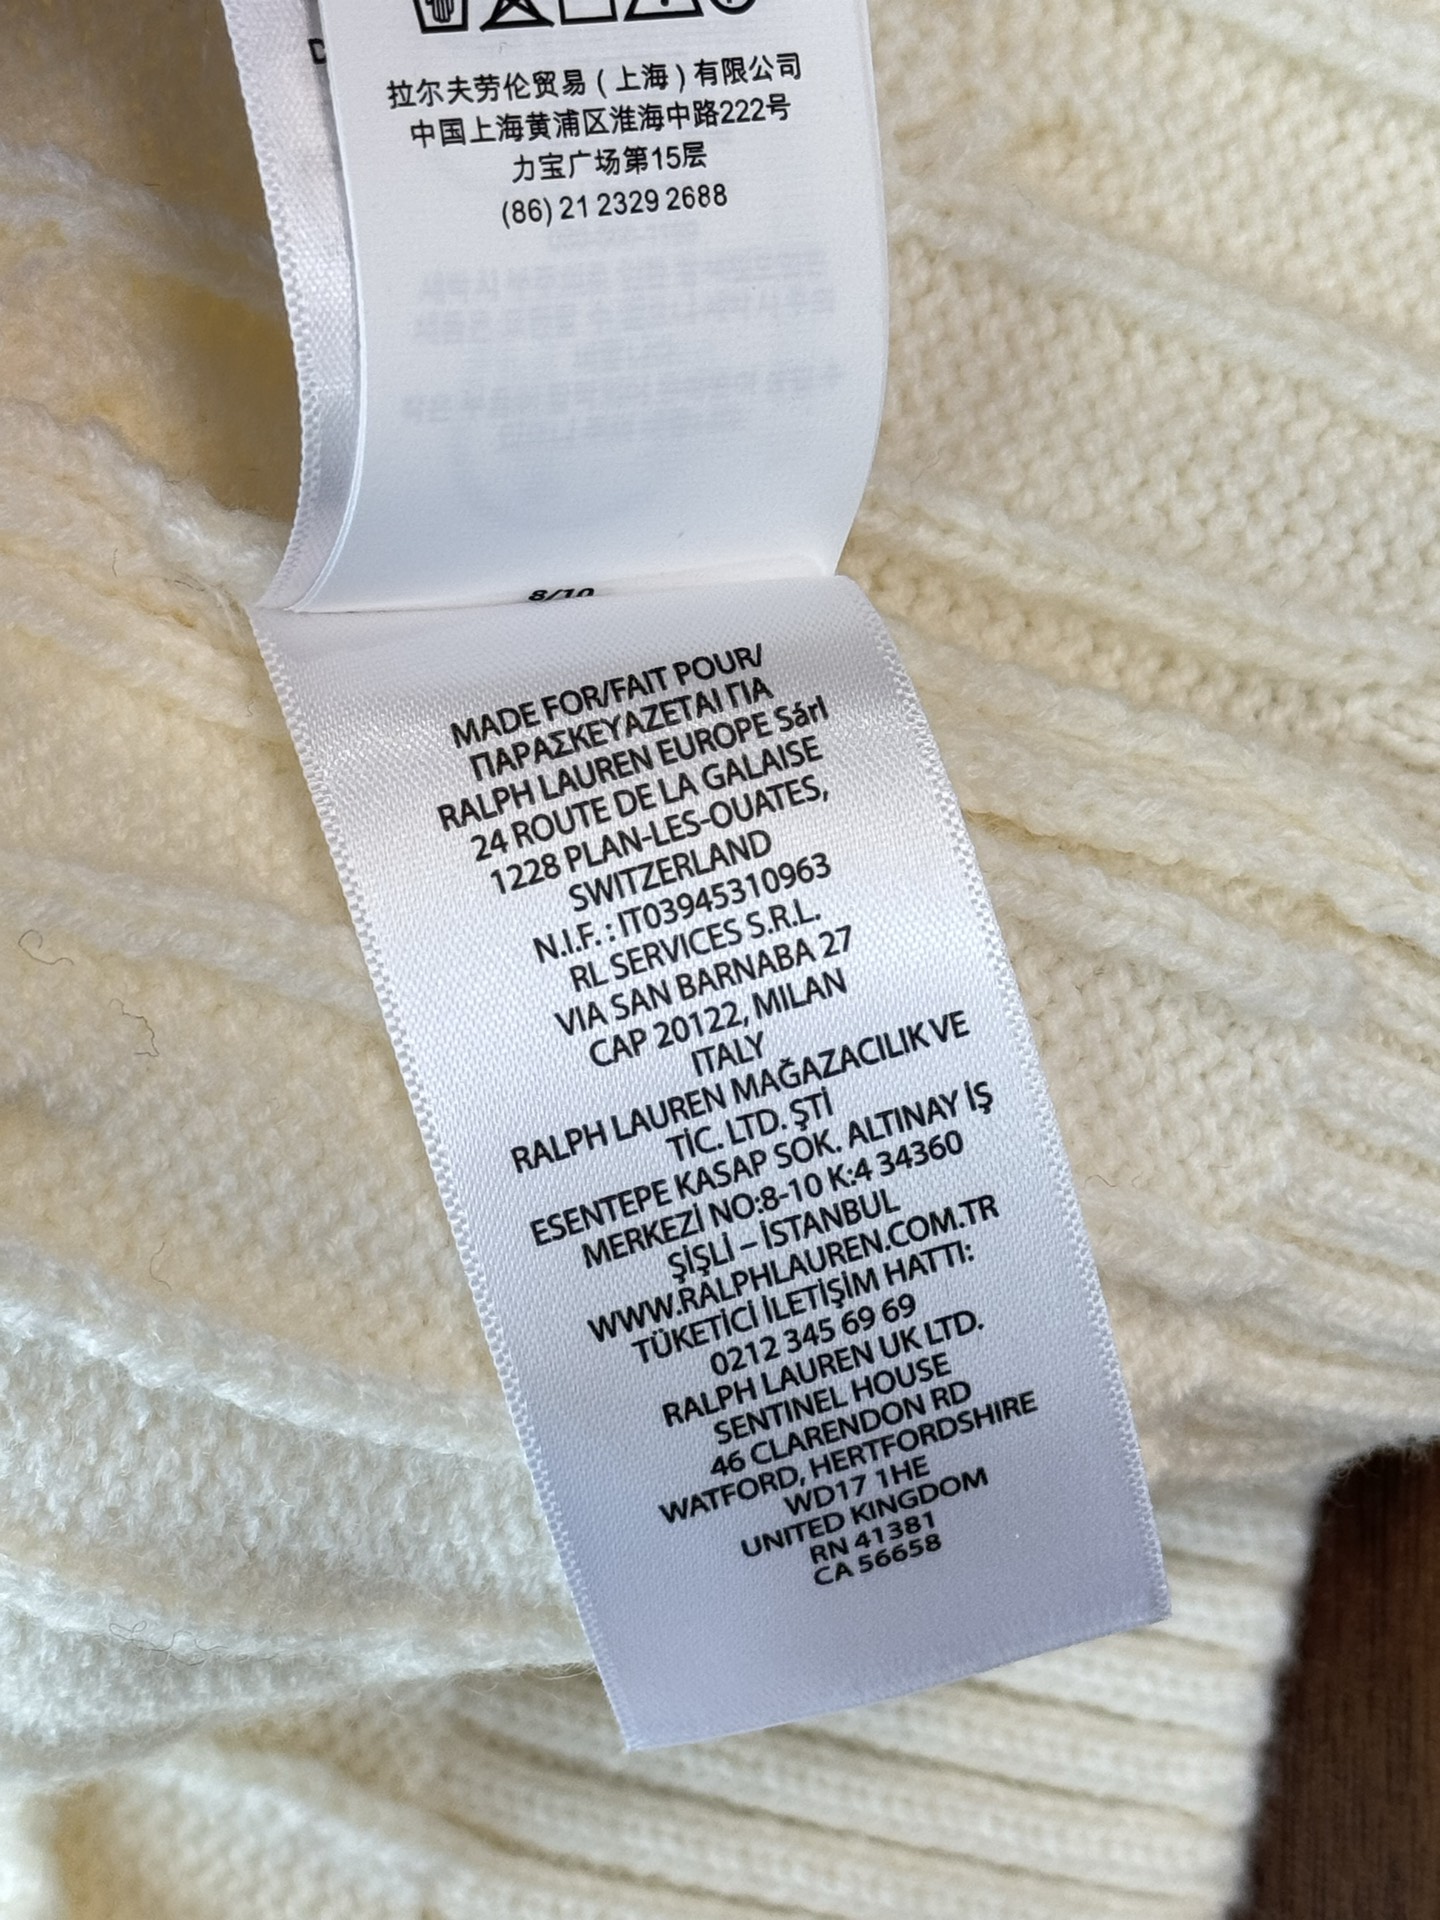 拉尔夫劳伦贸易（上海）有限公司
中国上海黄浦区淮海中路222号
力宝广场第15层
(86) 21 2329 2688
8/10
MADE FOR/FAIT POUR/
ΠΑΡΑΣΚΕΥΑΖΕΤΑΙ ΓΙΑ
RALPH LAUREN EUROPE Sárl
24 ROUTE DE LA GALAISE
1228 PLAN-LES-OUATES,
SWITZERLAND
N.I.F. : IT03945310963
RL SERVICES S.R.L.
VIA SAN BARNABA 27
CAP 20122, MILAN
ITALY
RALPH LAUREN MAĞAZACILIK VE
TİC. LTD. ŞTİ
ESENTEPE KASAP SOK. ALTINAY İŞ
MERKEZİ NO:8-10 K:4 34360
ŞİŞLİ – İSTANBUL
WWW.RALPHLAUREN.COM.TR
TÜKETİCİ İLETİŞİM HATTI:
0212 345 69 69
RALPH LAUREN UK LTD.
SENTINEL HOUSE
46 CLARENDON RD
WATFORD, HERTFORDSHIRE
WD17 1HE
UNITED KINGDOM
RN 41381
CA 56658